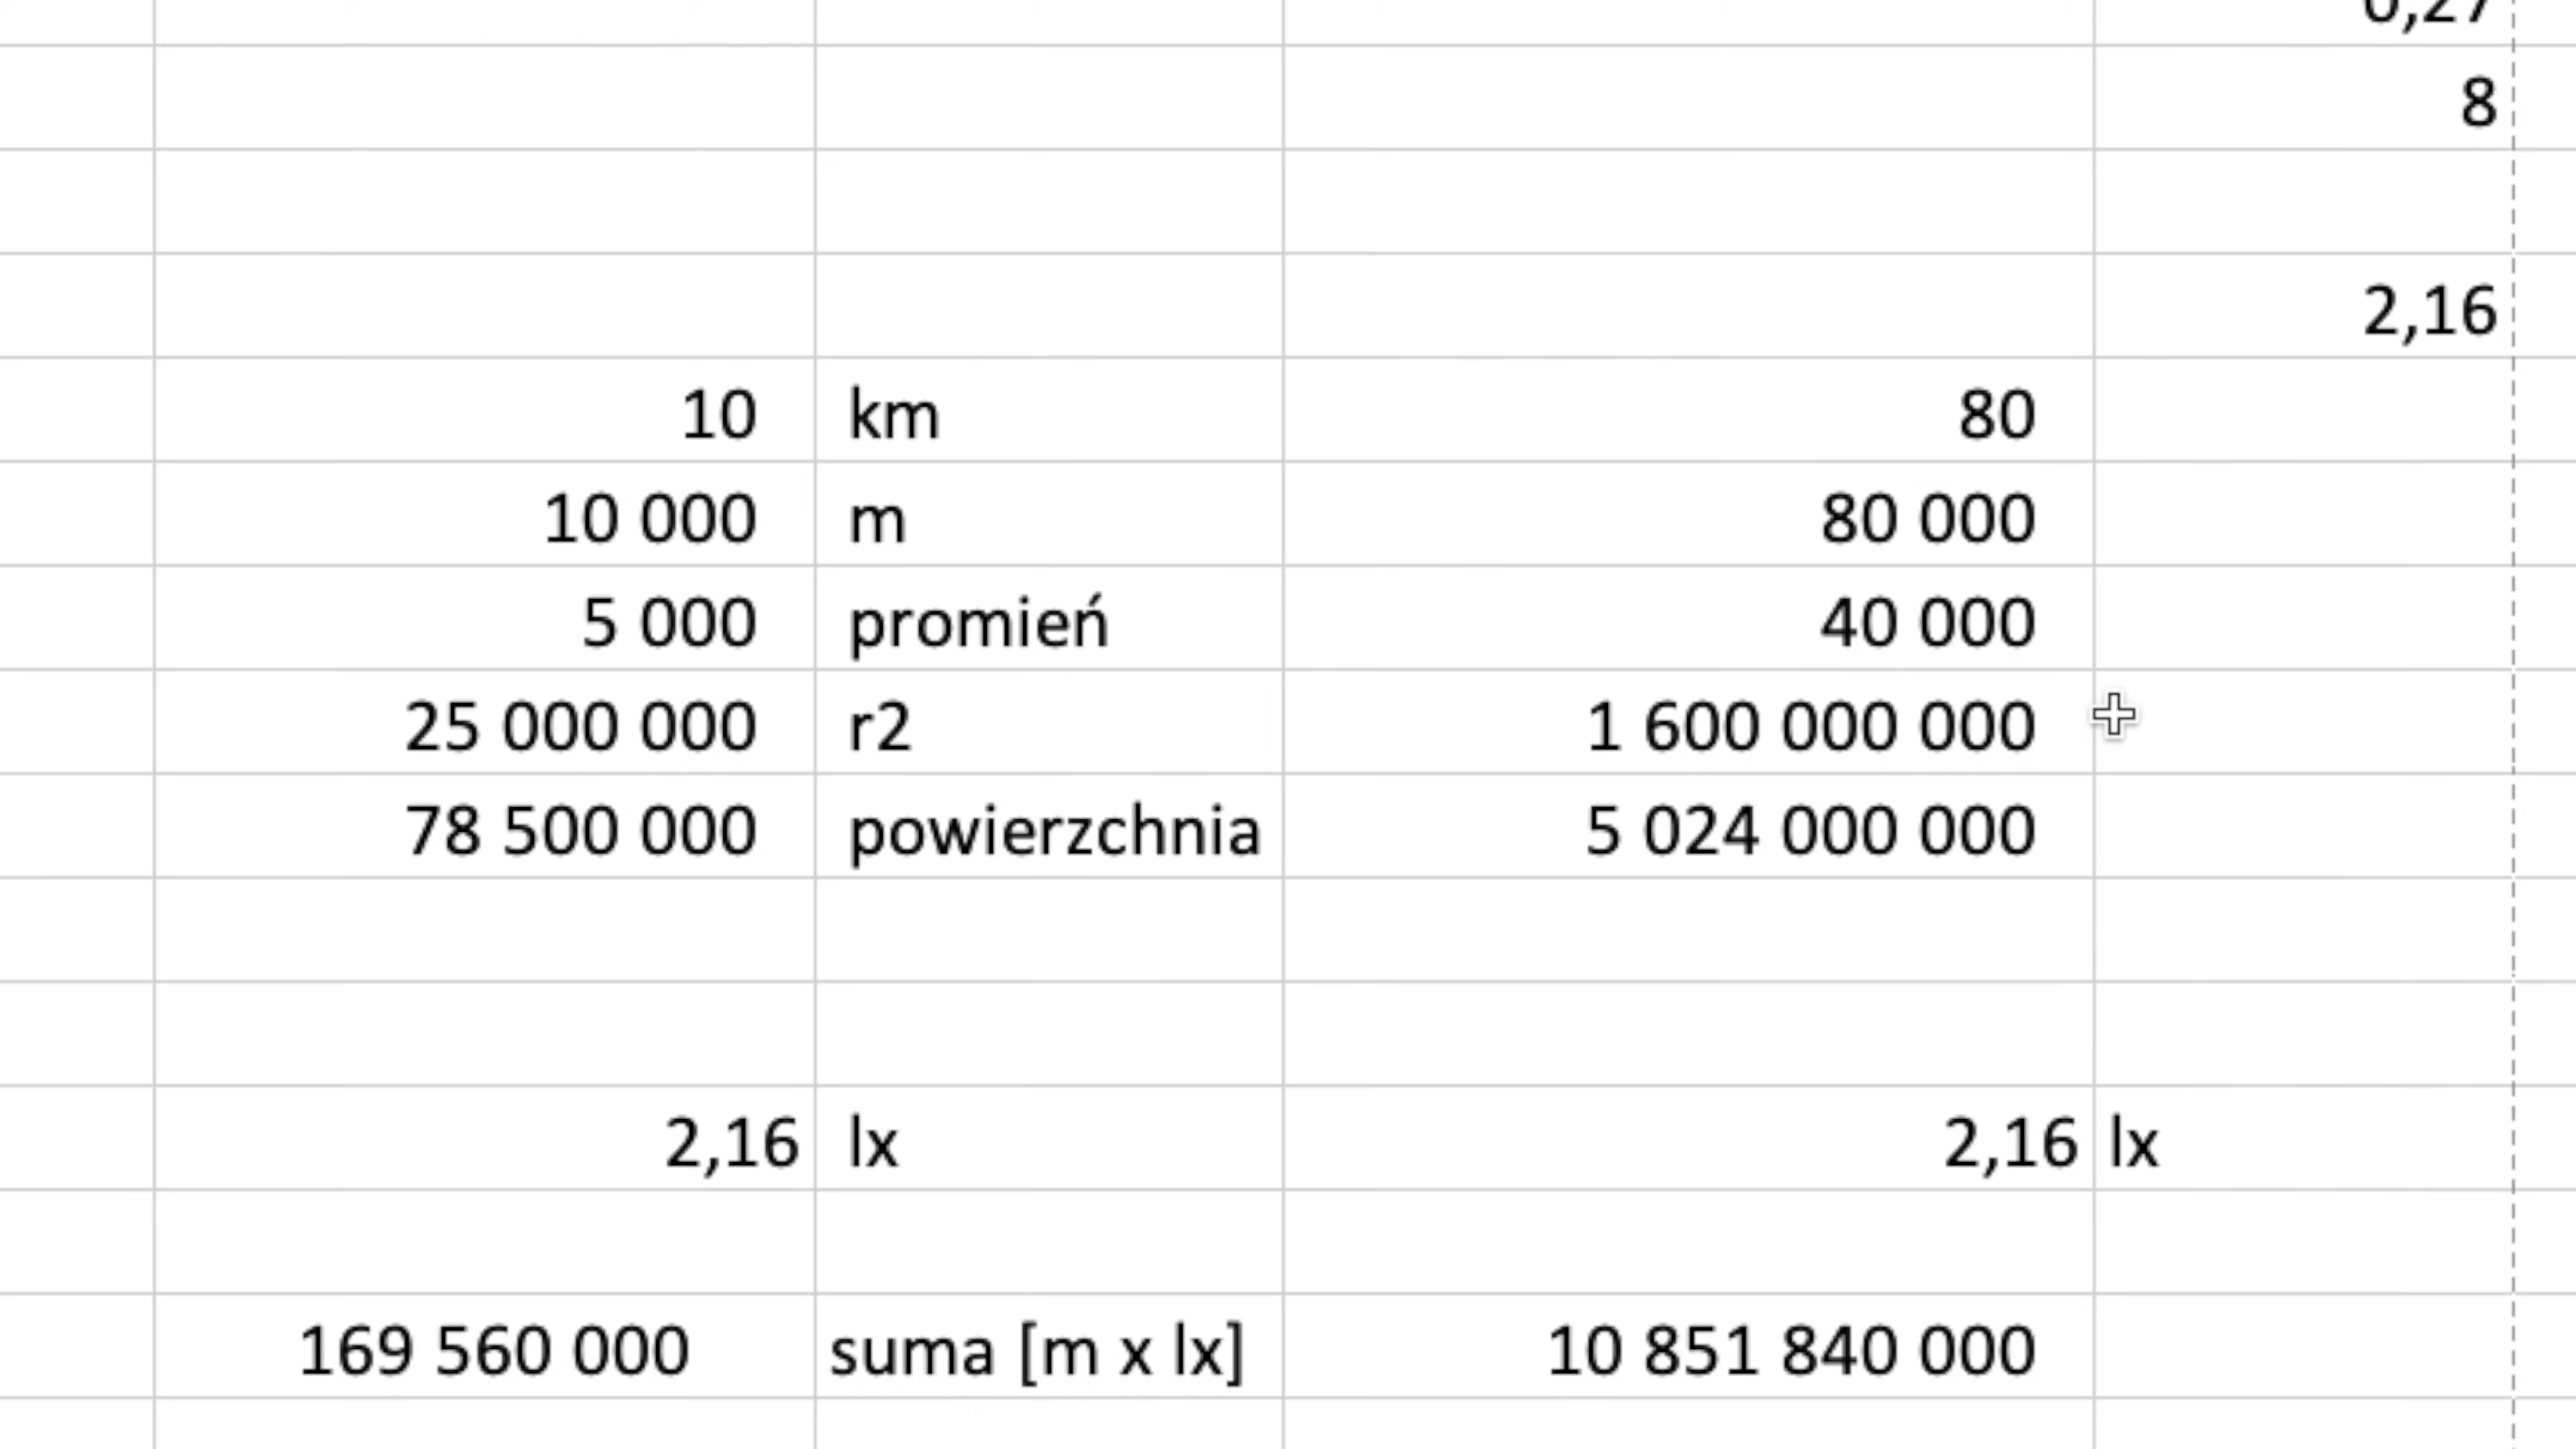 0,27
8
2,16
10 km 80
10 000 m 80 000
5 000 promień 40 000
25 000 000 r2 1 600 000 000
78 500 000 powierzchnia 5 024 000 000
2,16 lx 2,16 lx
169 560 000 suma [m x lx] 10 851 840 000